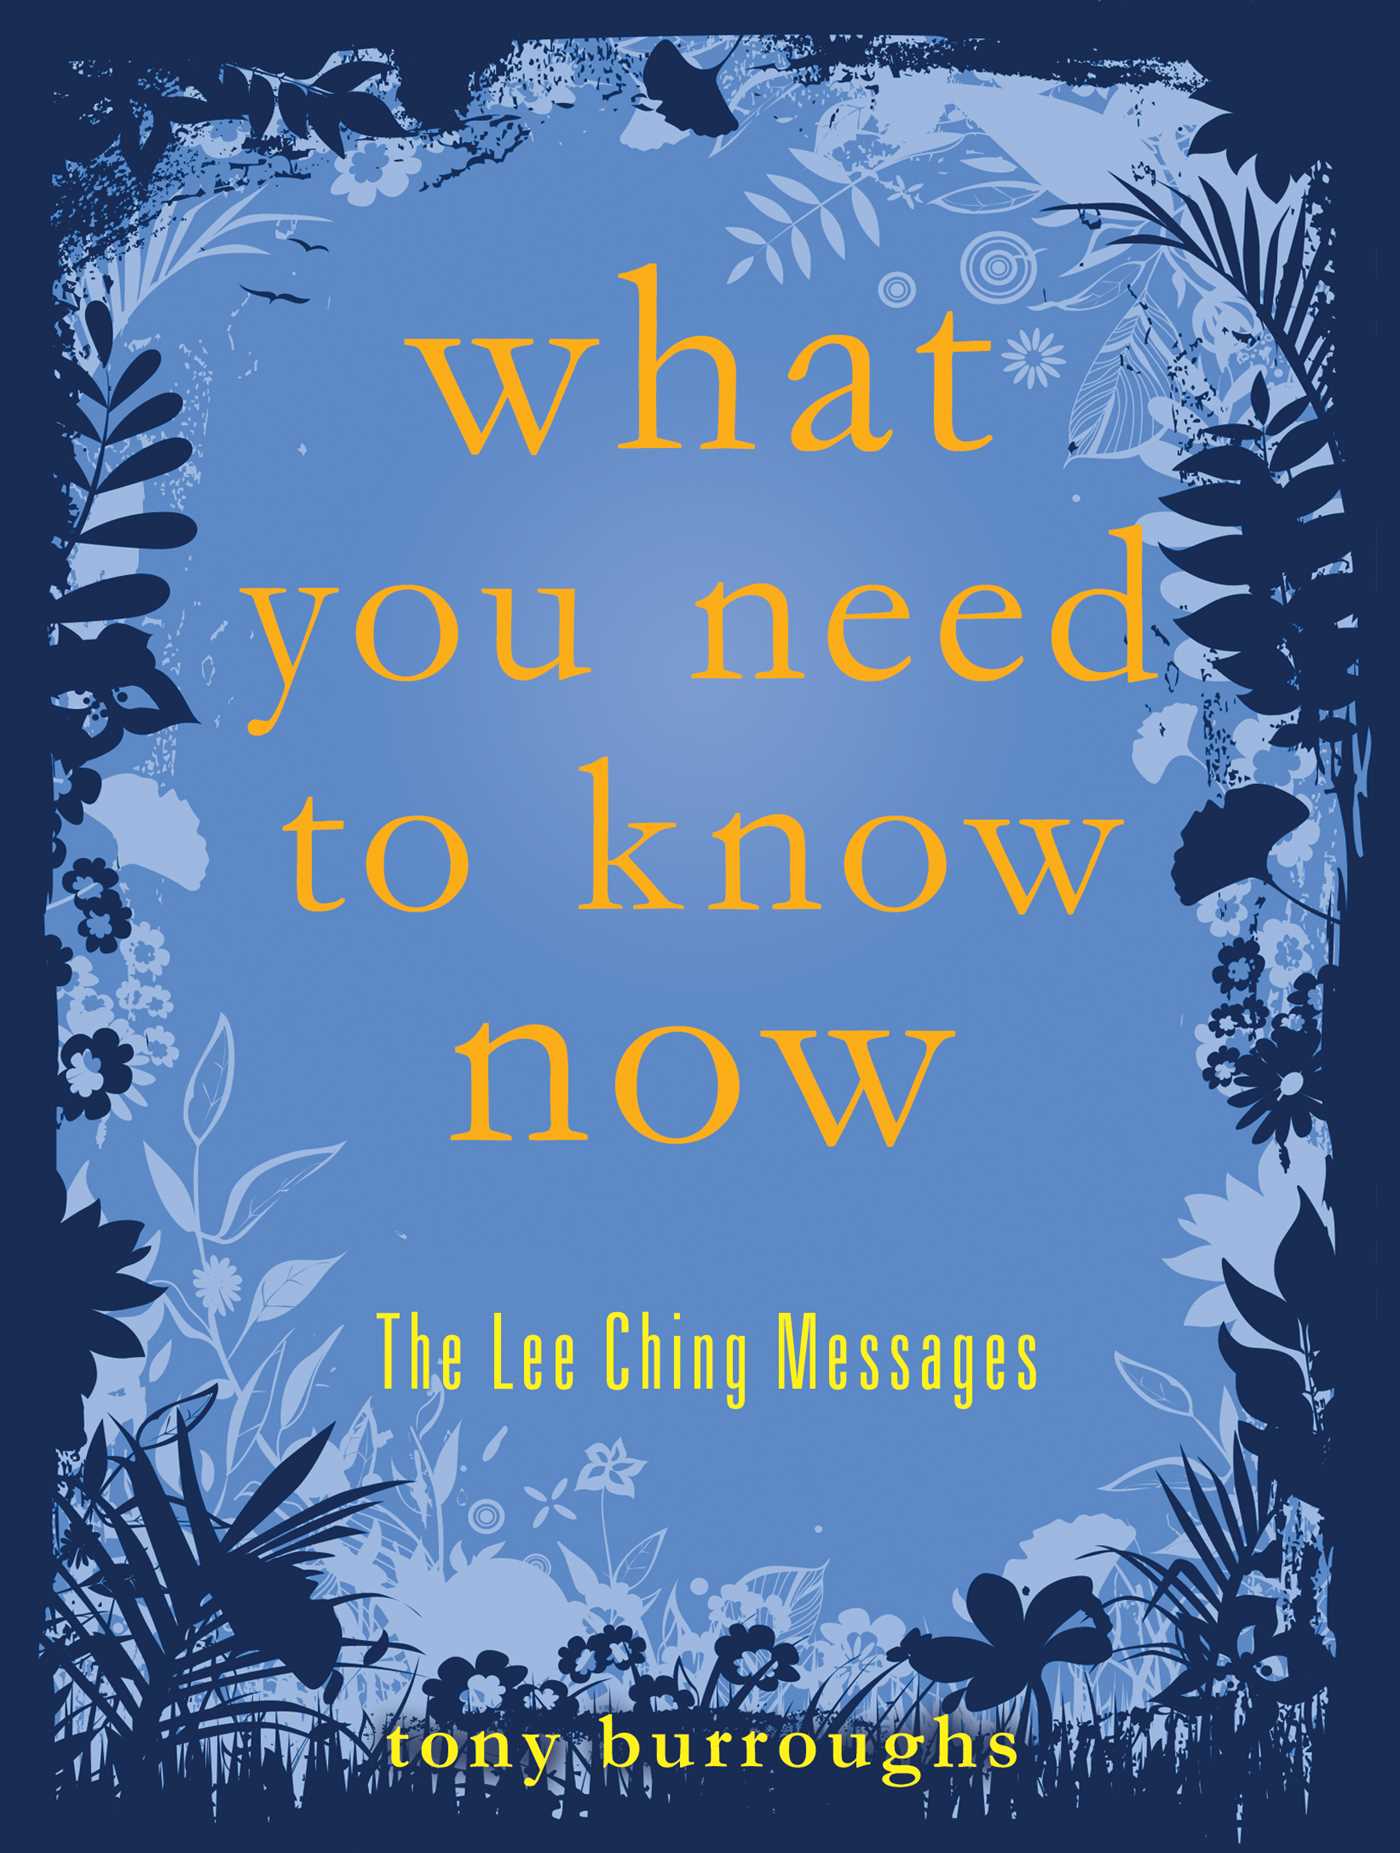 what
you need
to know
now
The Lee Ching Messages
tony burroughs